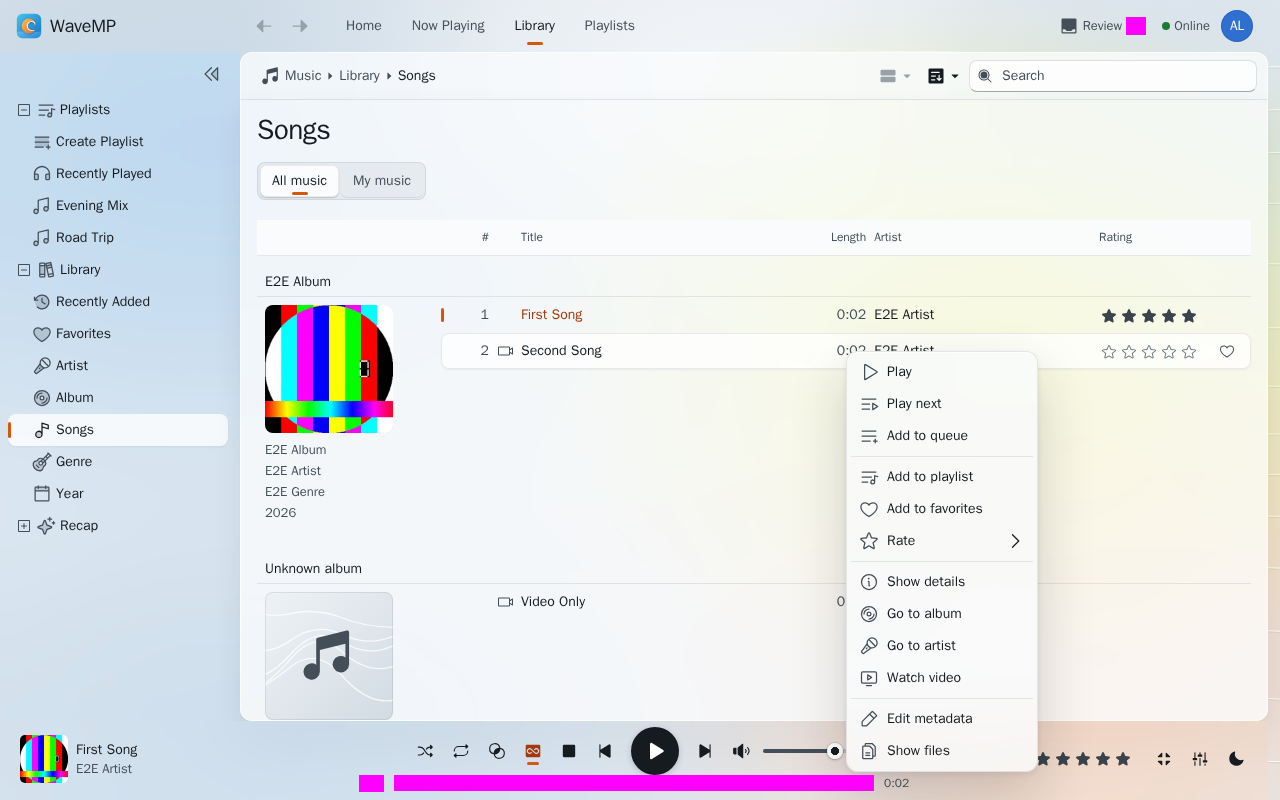 WaveMP
Home
Now Playing
Library
Playlists
Review
Online
AL
Music
Library
Songs
Search
Playlists
Create Playlist
Recently Played
Evening Mix
Road Trip
Library
Recently Added
Favorites
Artist
Album
Songs
Genre
Year
Recap
Songs
All music
My music
# Title Length Artist Rating
E2E Album
1 First Song 0:02 E2E Artist
2 Second Song 0:02 E2E Artist
E2E Album
E2E Artist
E2E Genre
2026
Unknown album
Video Only
Play
Play next
Add to queue
Add to playlist
Add to favorites
Rate
Show details
Go to album
Go to artist
Watch video
Edit metadata
Show files
First Song
E2E Artist
0:02